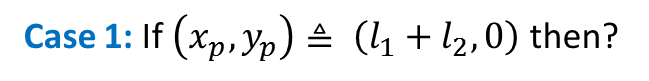 Case 1: If (xₚ, yₚ) ≜ (l₁ + l₂, 0) then?